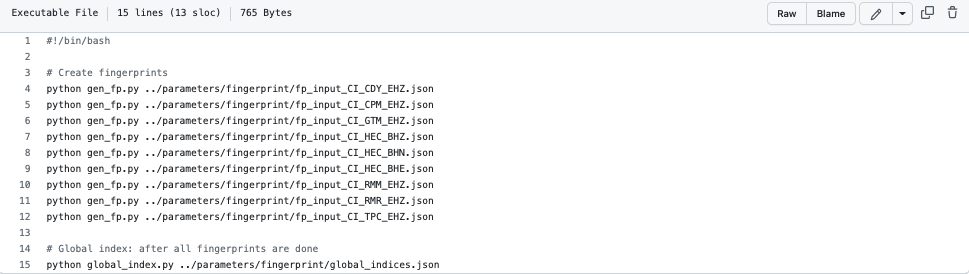 Executable File 15 lines (13 sloc) 765 Bytes Raw Blame
1 #!/bin/bash
2
3 # Create fingerprints
4 python gen_fp.py ../parameters/fingerprint/fp_input_CI_CDY_EHZ.json
5 python gen_fp.py ../parameters/fingerprint/fp_input_CI_CPM_EHZ.json
6 python gen_fp.py ../parameters/fingerprint/fp_input_CI_GTM_EHZ.json
7 python gen_fp.py ../parameters/fingerprint/fp_input_CI_HEC_BHZ.json
8 python gen_fp.py ../parameters/fingerprint/fp_input_CI_HEC_BHN.json
9 python gen_fp.py ../parameters/fingerprint/fp_input_CI_HEC_BHE.json
10 python gen_fp.py ../parameters/fingerprint/fp_input_CI_RMM_EHZ.json
11 python gen_fp.py ../parameters/fingerprint/fp_input_CI_RMR_EHZ.json
12 python gen_fp.py ../parameters/fingerprint/fp_input_CI_TPC_EHZ.json
13
14 # Global index: after all fingerprints are done
15 python global_index.py ../parameters/fingerprint/global_indices.json